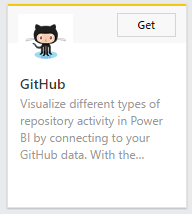 Get
GitHub
Visualize different types of
repository activity in Power
BI by connecting to your
GitHub data. With the...